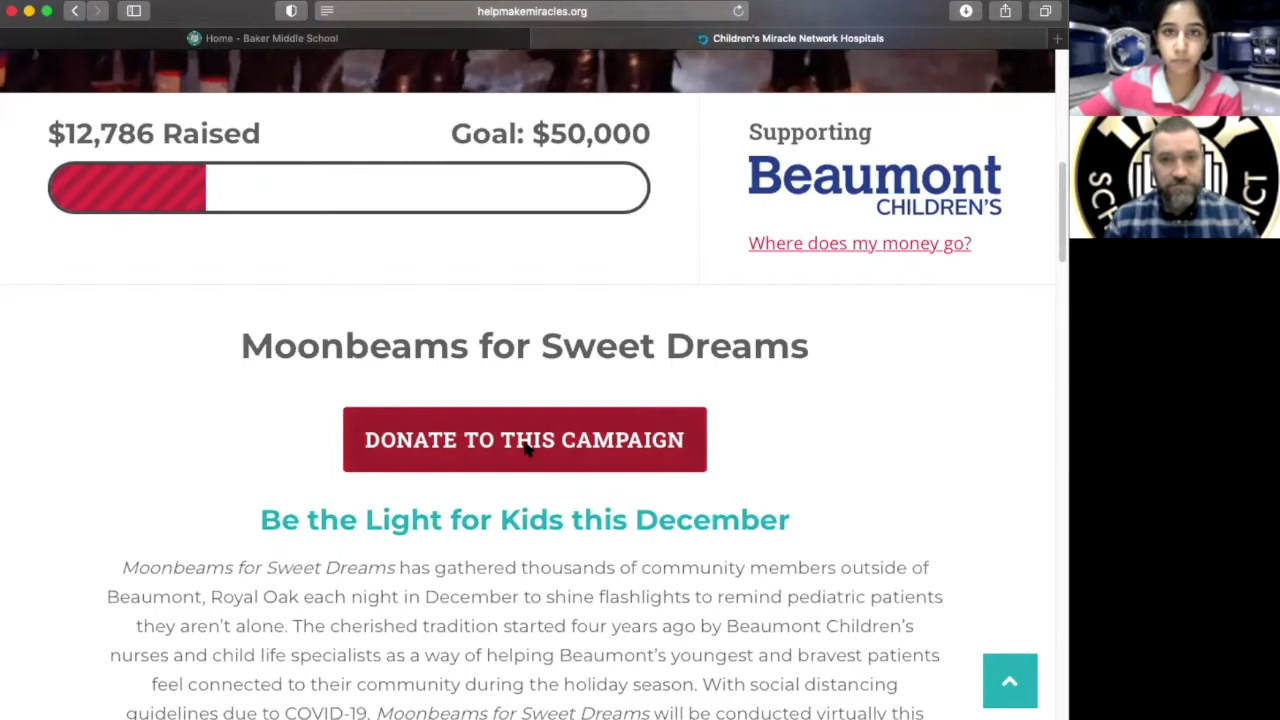 helpmakemiracles.org
Home - Baker Middle School
Children's Miracle Network Hospitals
$12,786 Raised
Goal: $50,000
Supporting
Beaumont
CHILDREN'S
Where does my money go?
Moonbeams for Sweet Dreams
DONATE TO THIS CAMPAIGN
Be the Light for Kids this December
Moonbeams for Sweet Dreams has gathered thousands of community members outside of
Beaumont, Royal Oak each night in December to shine flashlights to remind pediatric patients
they aren't alone. The cherished tradition started four years ago by Beaumont Children's
nurses and child life specialists as a way of helping Beaumont's youngest and bravest patients
feel connected to their community during the holiday season. With social distancing
guidelines due to COVID-19, Moonbeams for Sweet Dreams will be conducted virtually this